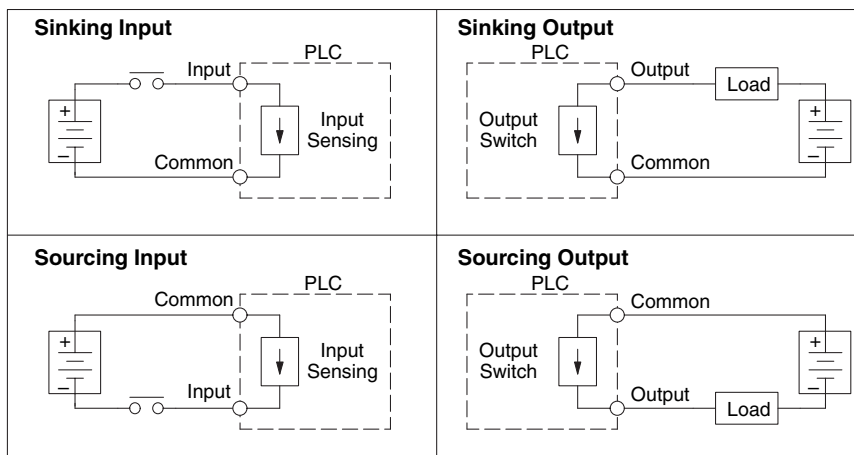 Sinking Input
PLC
Input
+
–
Input
Sensing
Common
Sinking Output
PLC
Output
Load
Output
Switch
+
–
Common
Sourcing Input
PLC
Common
+
–
Input
Sensing
Input
Sourcing Output
PLC
Common
Output
Switch
+
–
Output
Load